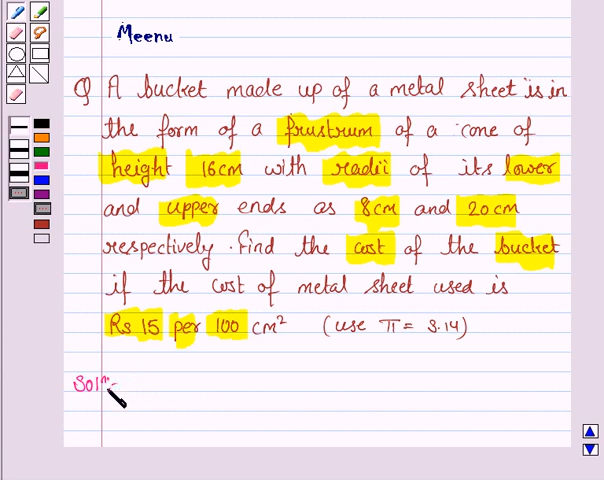 Meenu
Q A bucket made up of a metal sheet is in
the form of a frustrum of a cone of
height 16cm with radii of its lower
and upper ends as 8cm and 20cm
respectively. Find the cost of the bucket
if the cost of metal sheet used is
Rs 15 per 100 cm² (use π = 3.14)
Solⁿ:-